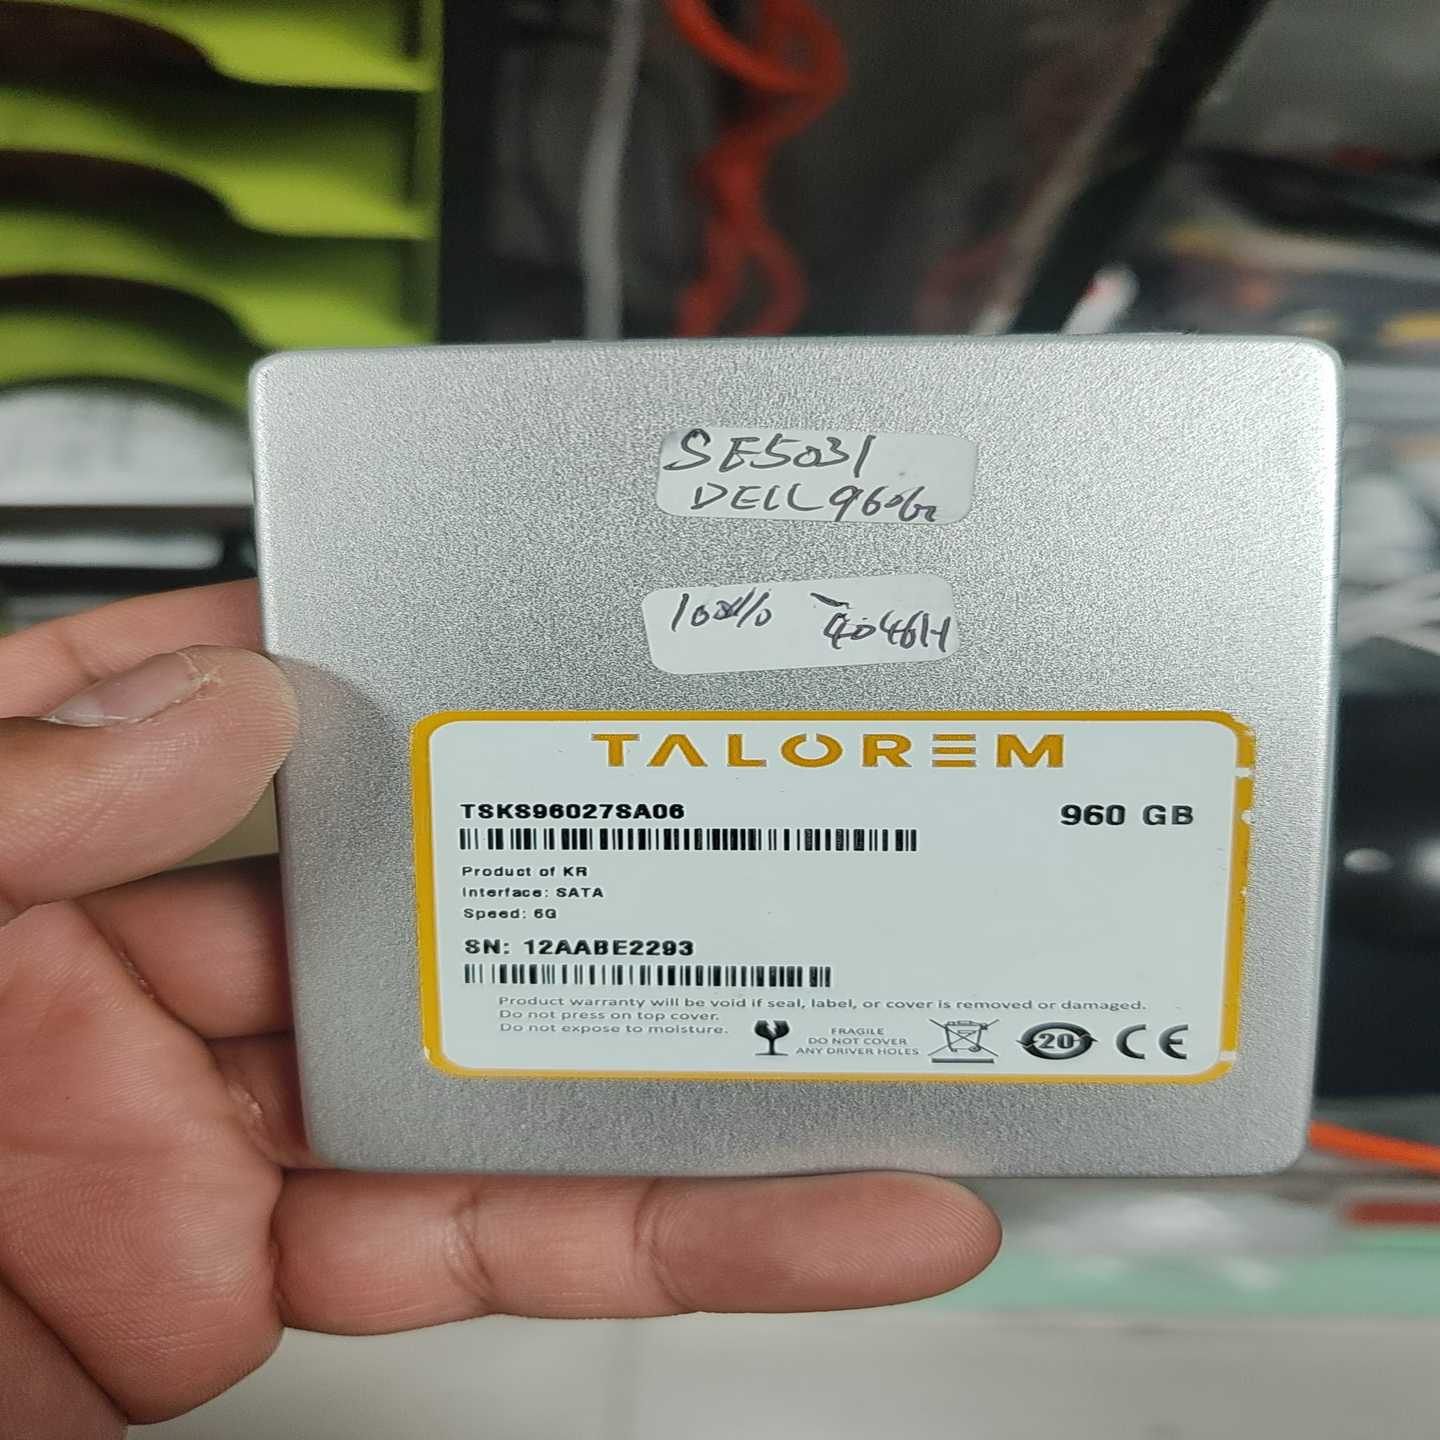 SE5031
DELL 960G
100% 4046H
TALOREM
TSKS96027SA06
960 GB
Product of KR
Interface: SATA
Speed: 6G
SN: 12AABE2293
Product warranty will be void if seal, label, or cover is removed or damaged.
Do not press on top cover.
Do not expose to moisture.
FRAGILE
DO NOT COVER
ANY DRIVER HOLES
20
CE